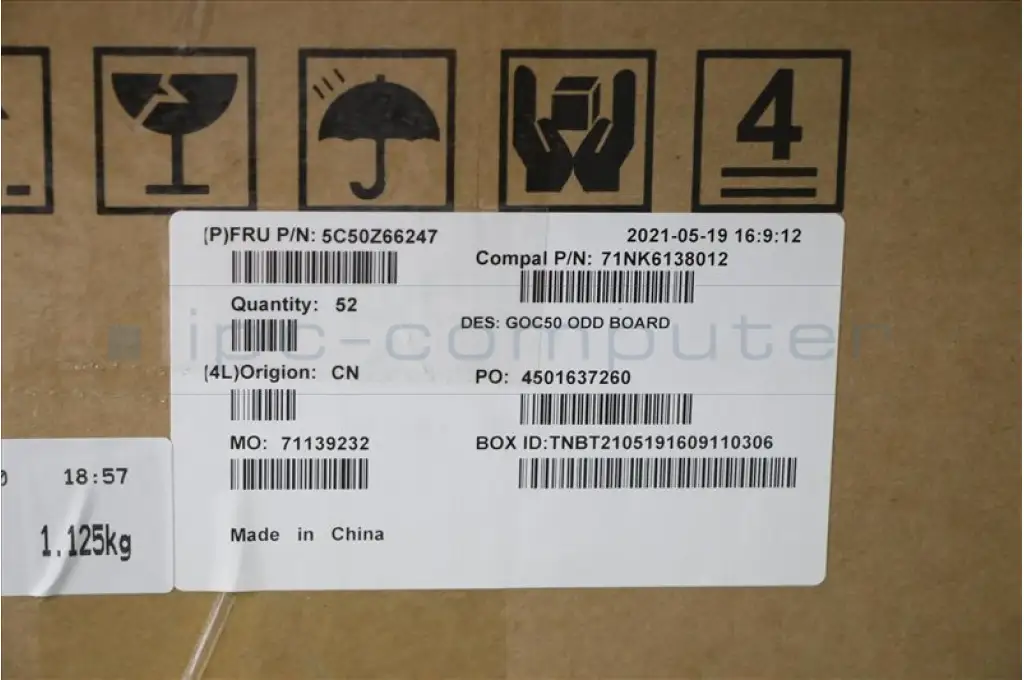 4
(P)FRU P/N: 5C50Z66247
2021-05-19 16:9:12
Compal P/N: 71NK6138012
Quantity: 52
DES: GOC50 ODD BOARD
ipc-computer
(4L)Origion: CN
PO: 4501637260
MO: 71139232
BOX ID:TNBT2105191609110306
Made in China
0 18:57
1.125kg